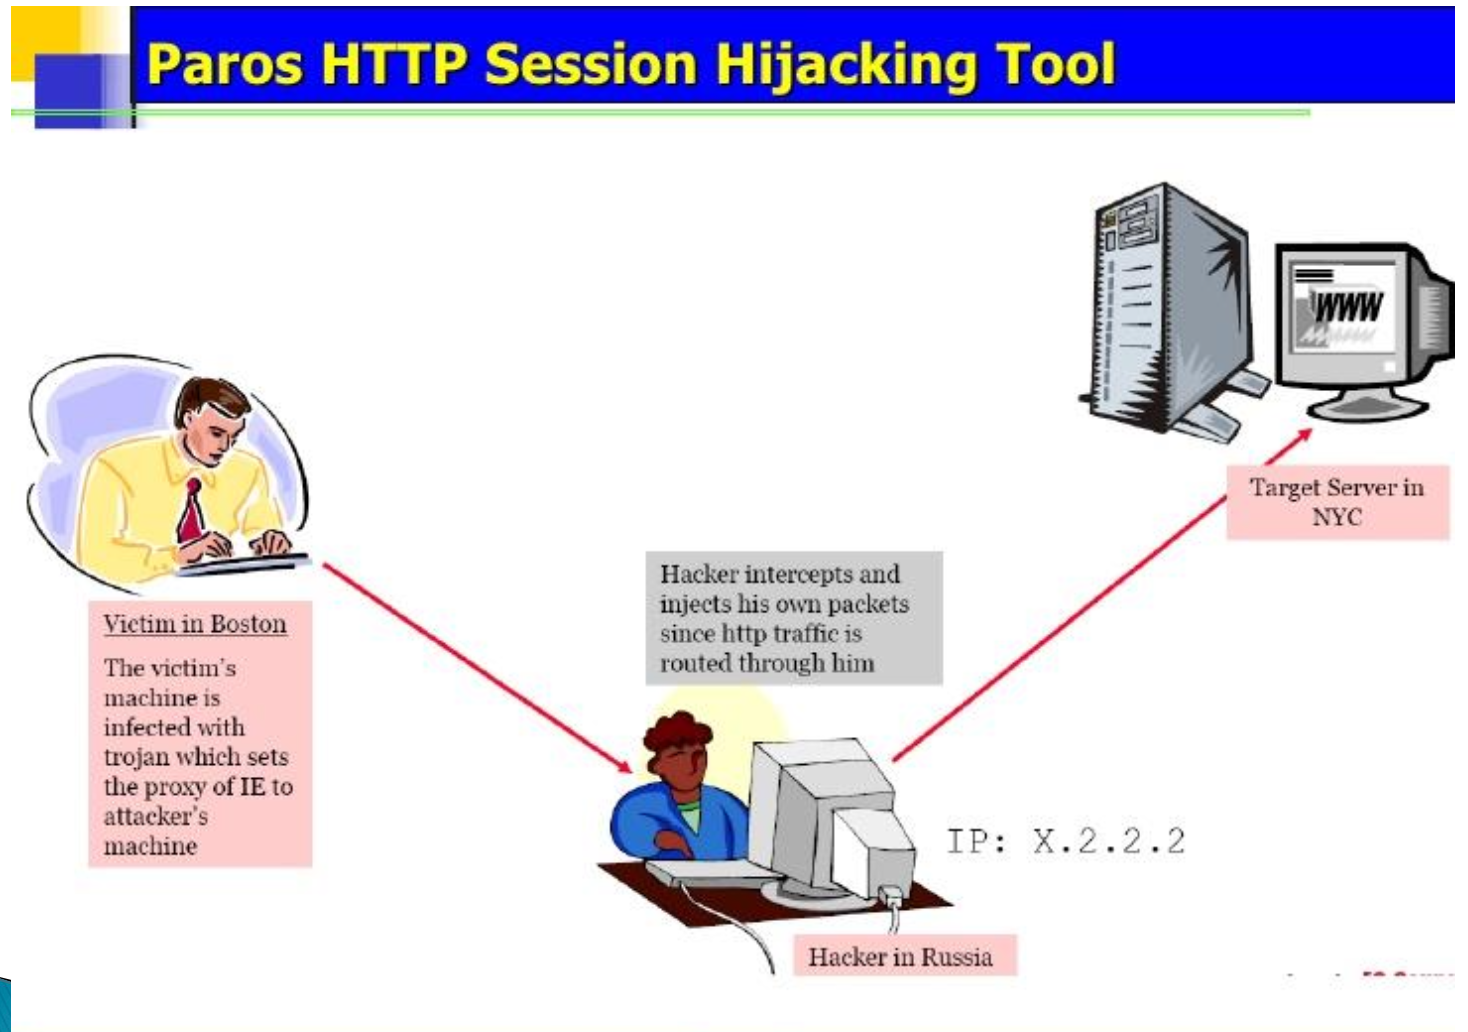 Paros HTTP Session Hijacking Tool
WWW
Target Server in
NYC
Victim in Boston
The victim's
machine is
infected with
trojan which sets
the proxy of IE to
attacker's
machine
Hacker intercepts and
injects his own packets
since http traffic is
routed through him
IP: X.2.2.2
Hacker in Russia